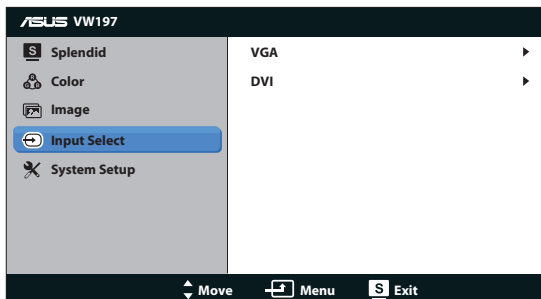 ASUS VW197
S Splendid
Color
Image
Input Select
System Setup
VGA
DVI
Move Menu S Exit